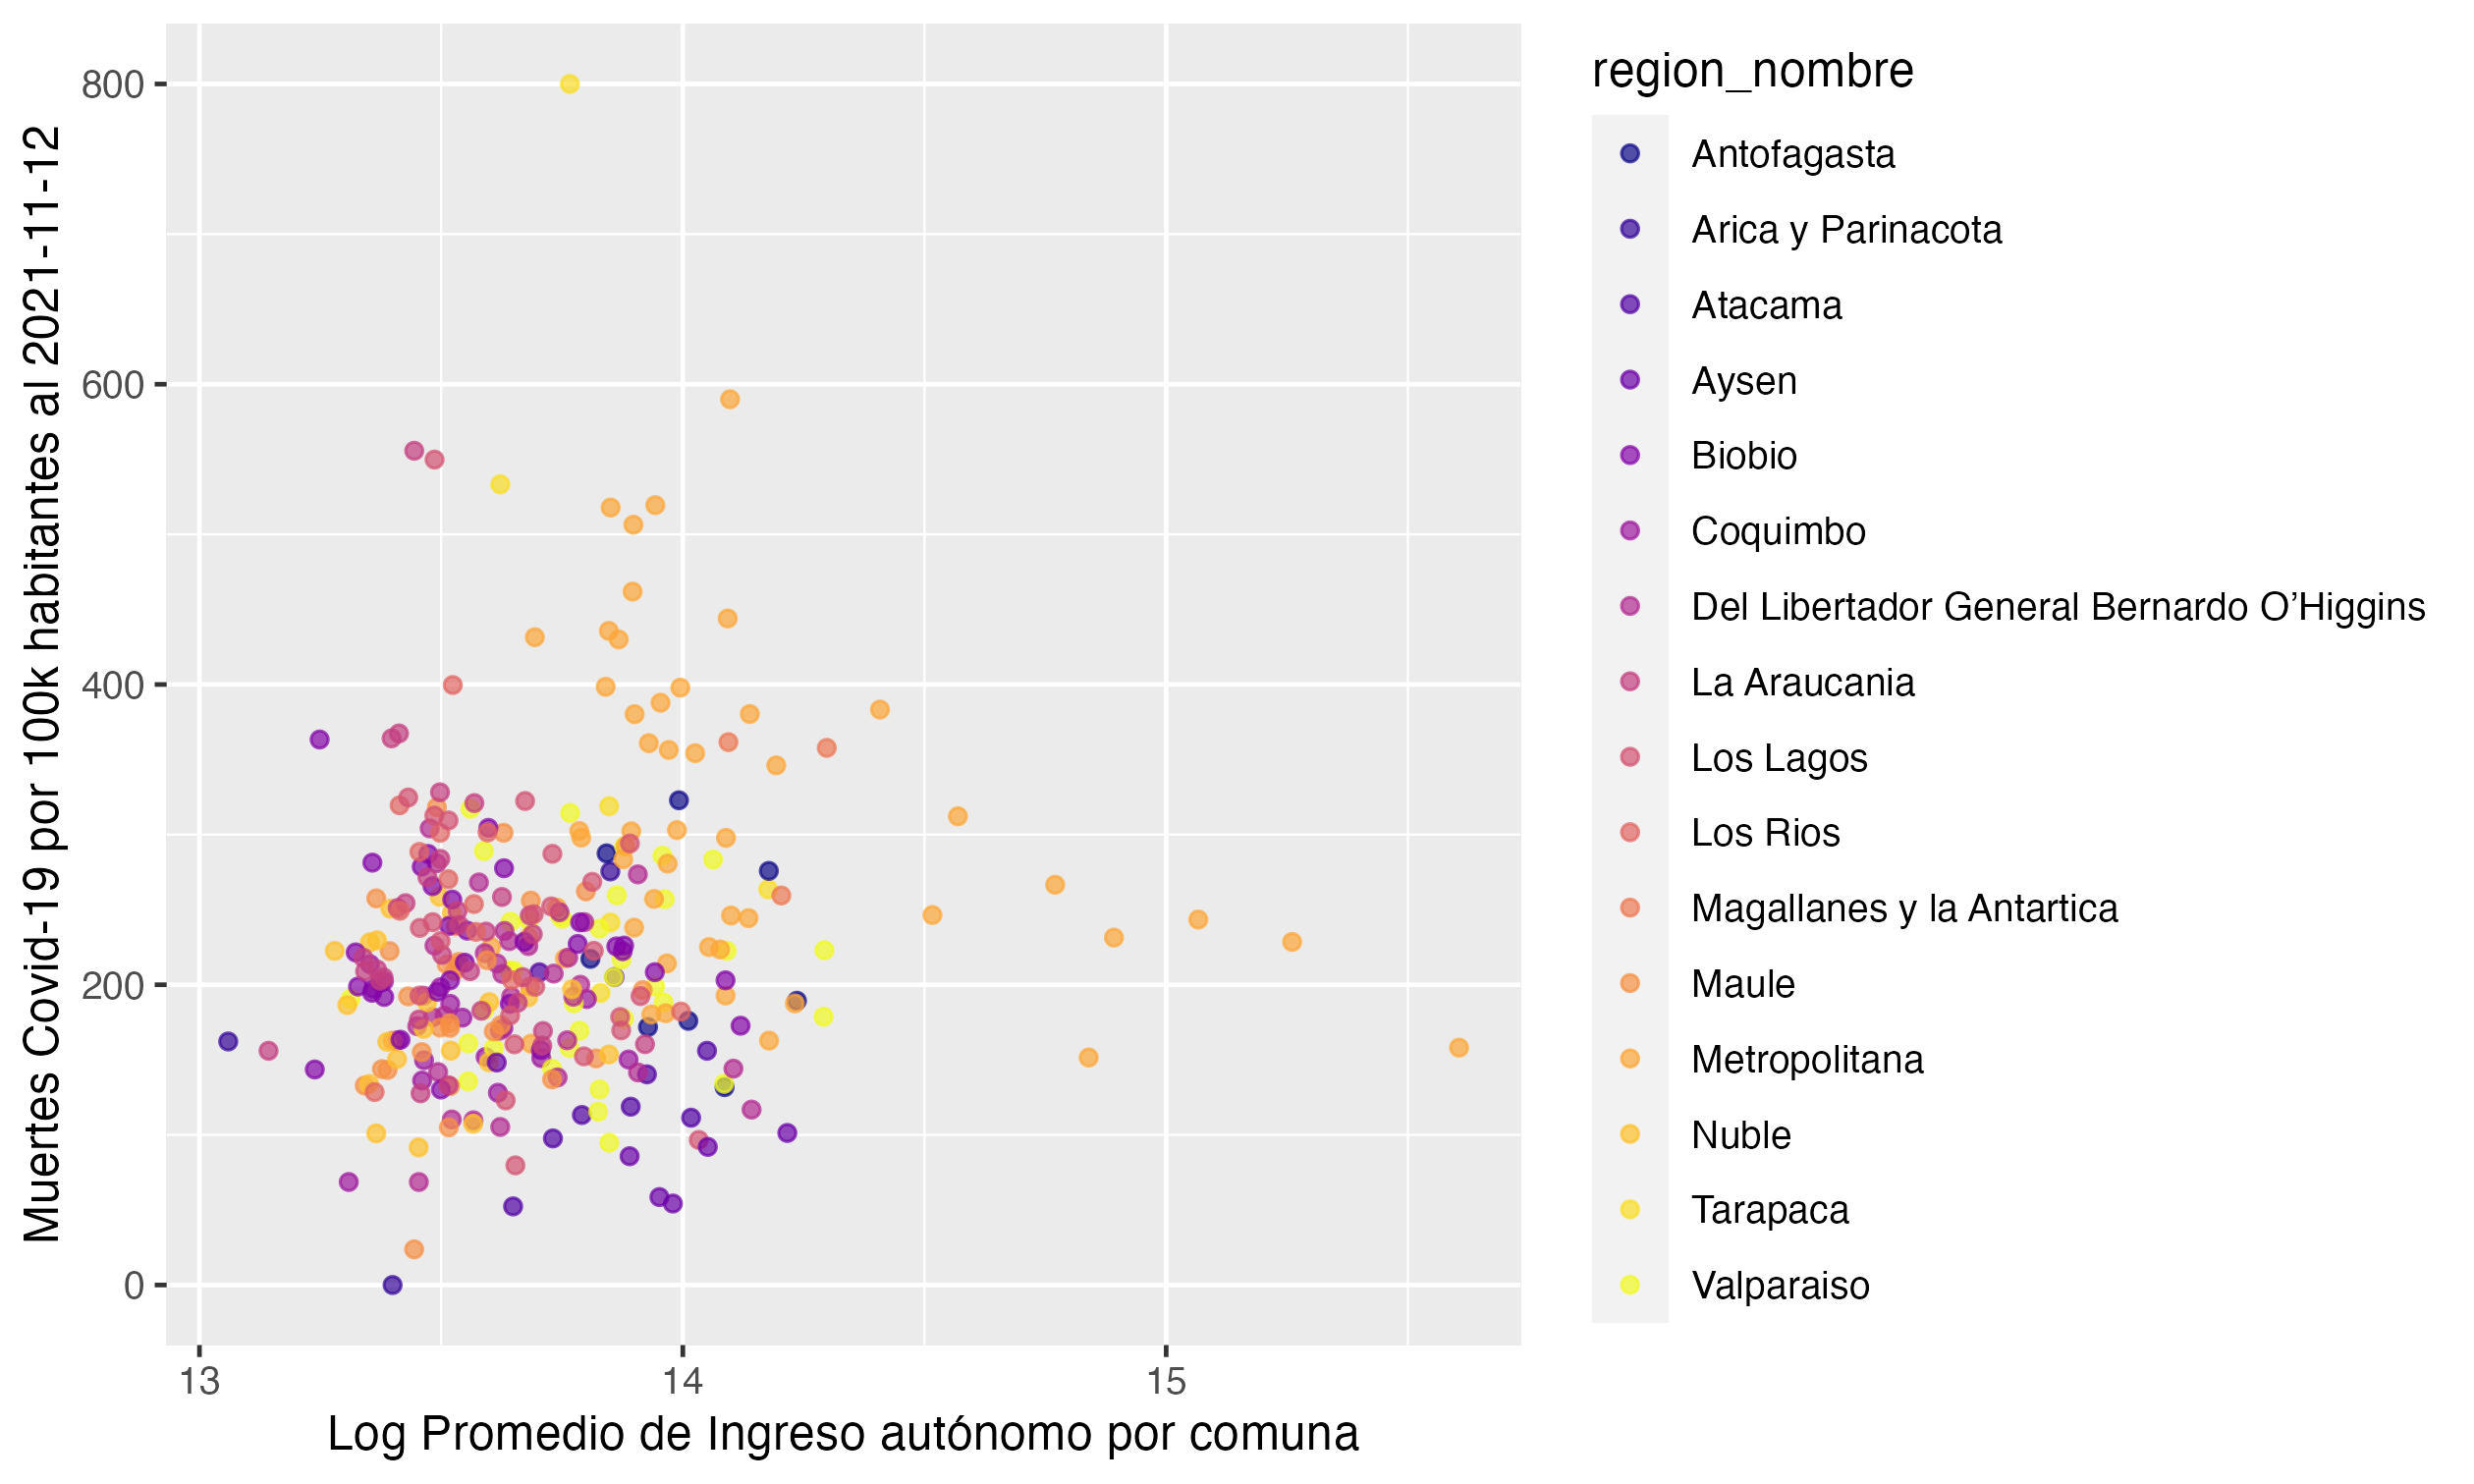 Muertes Covid-19 por 100k habitantes al 2021-11-12
800
600
400
200
0
13
14
15
Log Promedio de Ingreso autónomo por comuna
region_nombre
Antofagasta
Arica y Parinacota
Atacama
Aysen
Biobio
Coquimbo
Del Libertador General Bernardo O’Higgins
La Araucania
Los Lagos
Los Rios
Magallanes y la Antartica
Maule
Metropolitana
Nuble
Tarapaca
Valparaiso